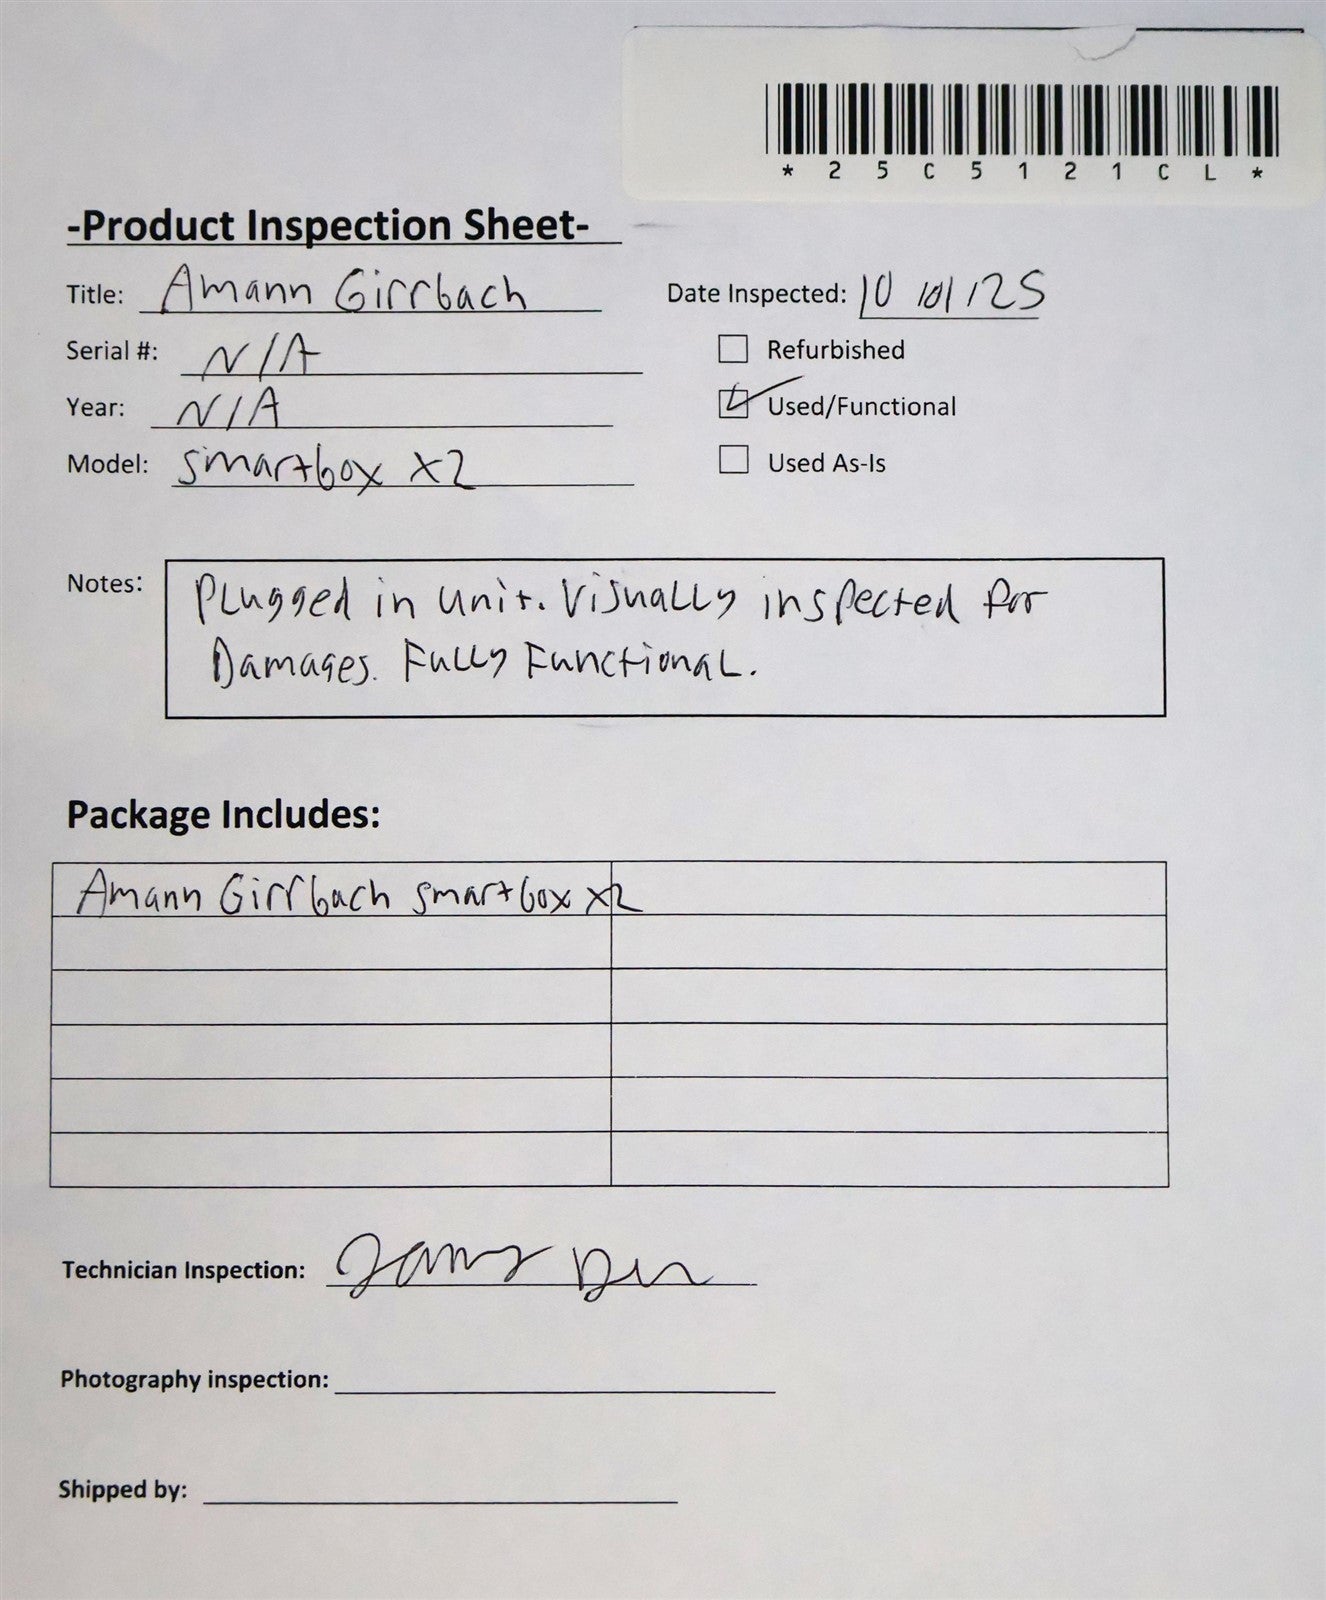 * 2 5 C 5 1 2 1 C L *
-Product Inspection Sheet-
Title: Amann Girrbach
Date Inspected: 10/10/125
Serial #: N/A
Refurbished
Year: N/A
Used/Functional
Model: Smartbox X2
Used As-Is
Notes: Plugged in unit. Visually inspected for
Damages. Fully Functional.
Package Includes:
Amann Girrbach Smartbox X2
Technician Inspection:
Photography inspection:
Shipped by: